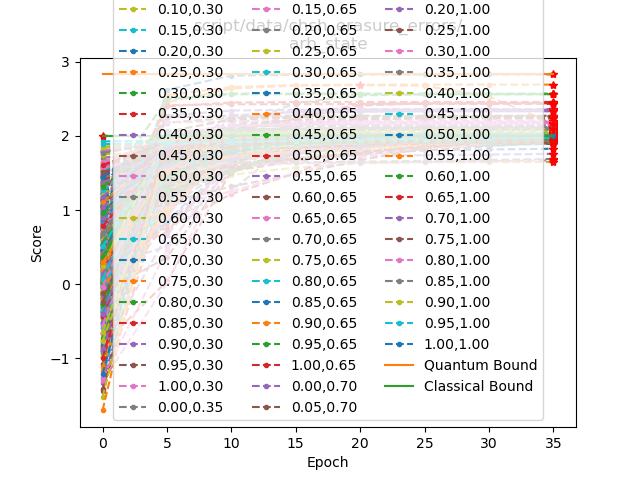 script/data/chsh_erasure_errors/
arb_state
0.10,0.30 0.15,0.65 0.20,1.00
0.15,0.30 0.20,0.65 0.25,1.00
0.20,0.30 0.25,0.65 0.30,1.00
0.25,0.30 0.30,0.65 0.35,1.00
0.30,0.30 0.35,0.65 0.40,1.00
0.35,0.30 0.40,0.65 0.45,1.00
0.40,0.30 0.45,0.65 0.50,1.00
0.45,0.30 0.50,0.65 0.55,1.00
0.50,0.30 0.55,0.65 0.60,1.00
0.55,0.30 0.60,0.65 0.65,1.00
0.60,0.30 0.65,0.65 0.70,1.00
0.65,0.30 0.70,0.65 0.75,1.00
0.70,0.30 0.75,0.65 0.80,1.00
0.75,0.30 0.80,0.65 0.85,1.00
0.80,0.30 0.85,0.65 0.90,1.00
0.85,0.30 0.90,0.65 0.95,1.00
0.90,0.30 0.95,0.65 1.00,1.00
0.95,0.30 1.00,0.65 Quantum Bound
1.00,0.30 0.00,0.70 Classical Bound
0.00,0.35 0.05,0.70
3
2
1
0
−1
Score
0 5 10 15 20 25 30 35
Epoch